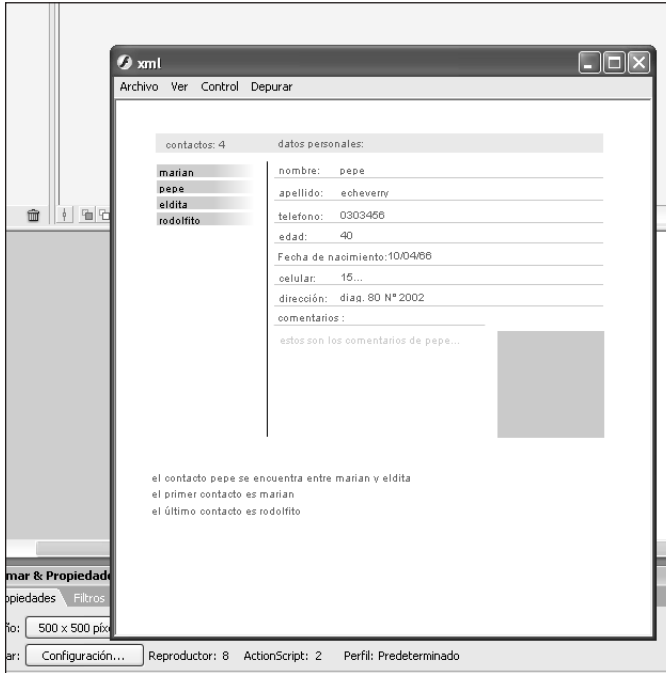 xml
Archivo Ver Control Depurar
contactos: 4 datos personales:
marian
pepe
eldita
rodolfito
nombre: pepe
apellido: echeverry
telefono: 0303456
edad: 40
Fecha de nacimiento: 10/04/66
celular: 15...
dirección: diag. 80 Nº 2002
comentarios :
estos son los comentarios de pepe...
el contacto pepe se encuentra entre marian y eldita
el primer contacto es marian
el último contacto es rodolfito
mar & Propiedade
opiedades Filtros
ño: 500 x 500 píx
ar: Configuración... Reproductor: 8 ActionScript: 2 Perfil: Predeterminado